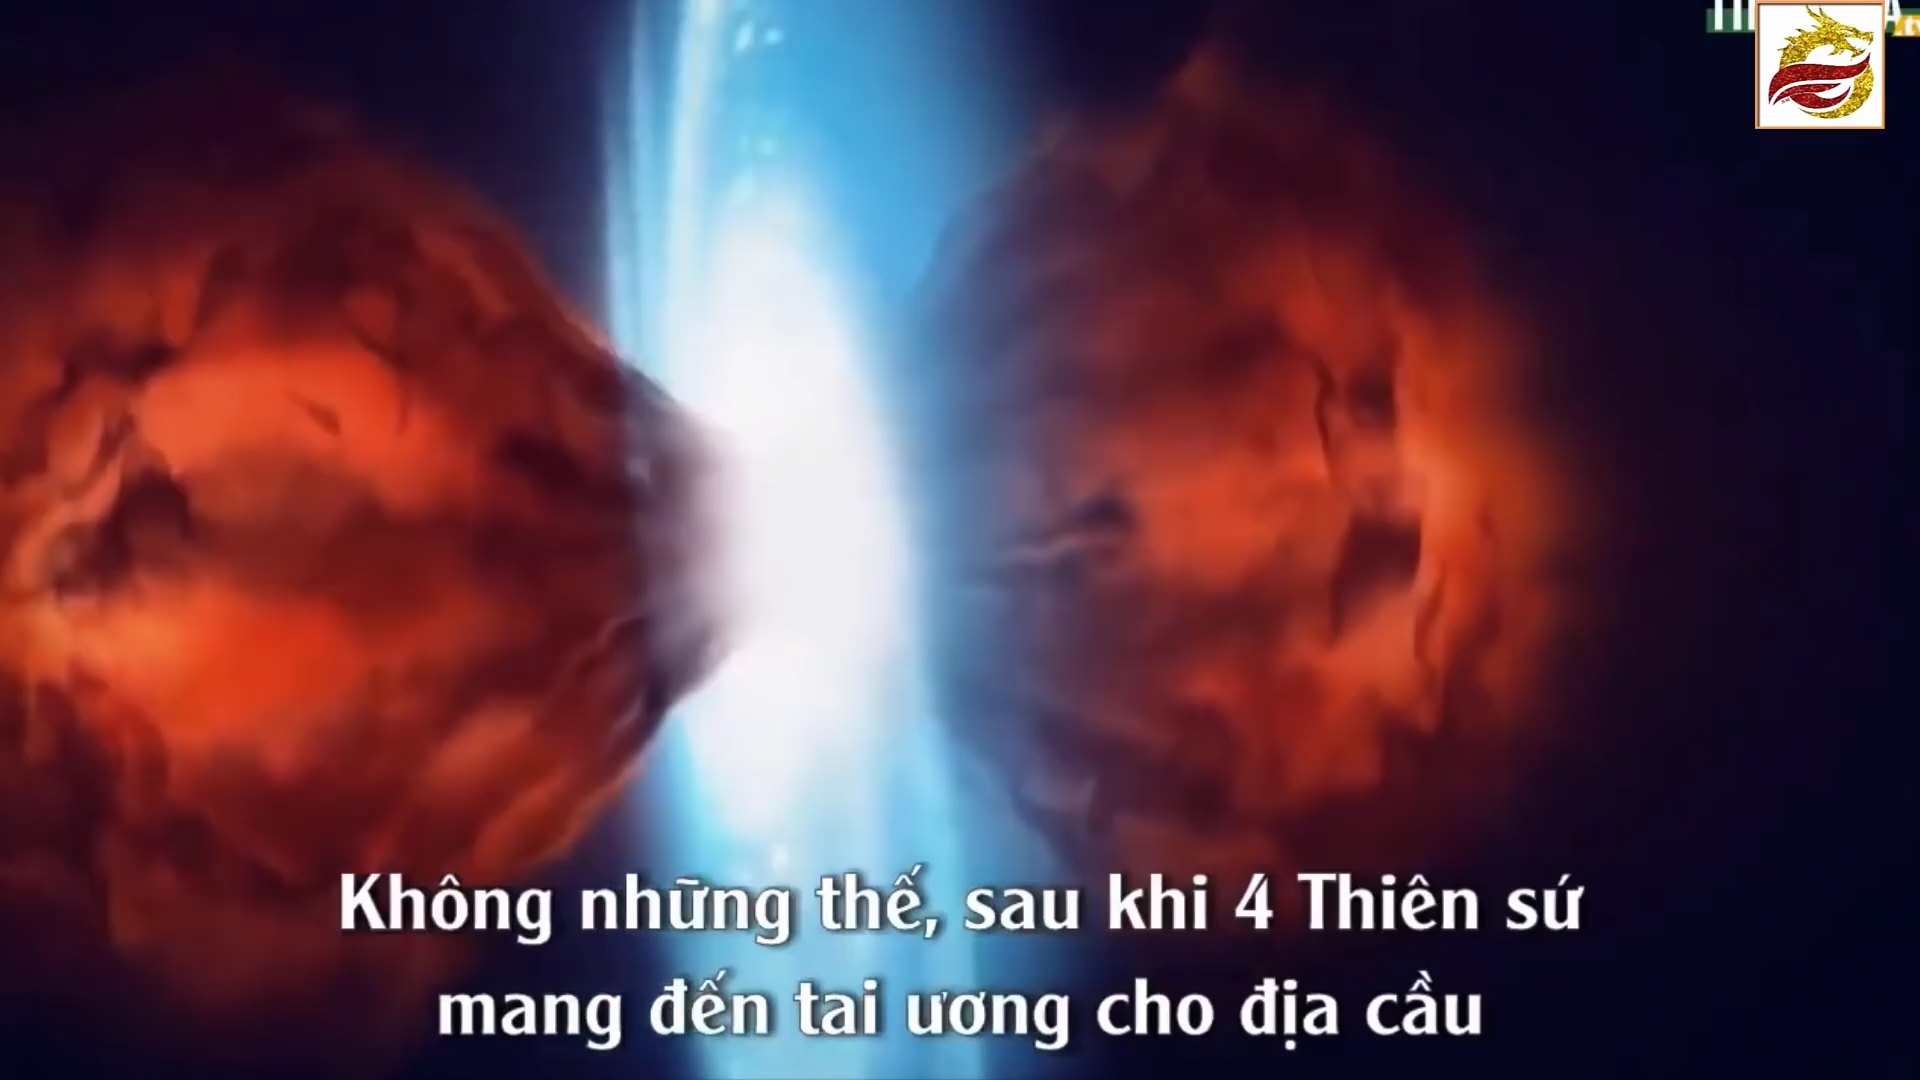 Không những thế, sau khi 4 Thiên sứ
mang đến tai ương cho địa cầu